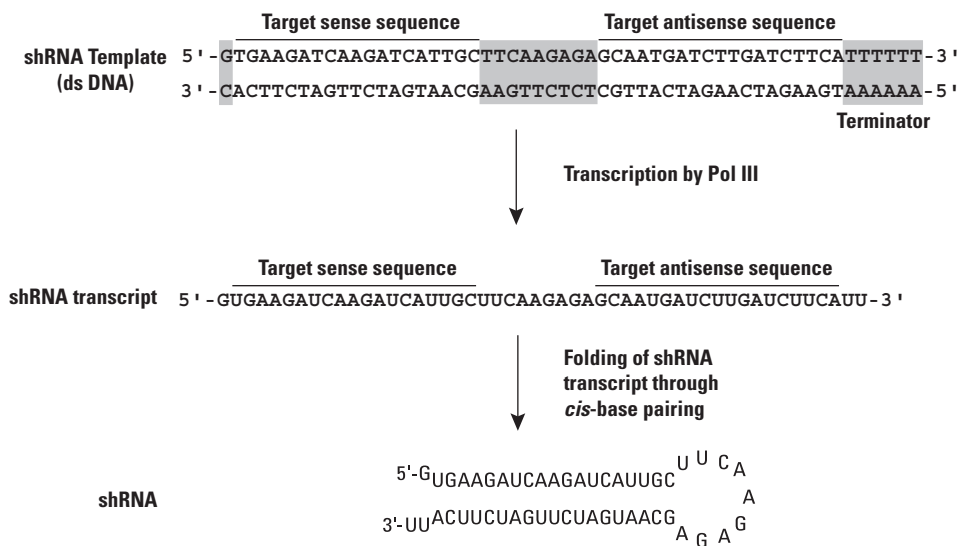 Target sense sequence Target antisense sequence
shRNA Template 5'-GTGAAGATCAAGATCATTGCTTCAAGAGAGCAATGATCTTGATCTTCATTTTTT-3'
(ds DNA)
3'-CACTTCTAGTTCTAGTAACGAAGTTCTCTCGTTACTAGAACTAGAAGTAAAAAA-5'
Terminator
Transcription by Pol III
Target sense sequence Target antisense sequence
shRNA transcript 5'-GUGAAGAUCAAGAUCAUUGCUUCAAGAGAGCAAUGAUCUUGAUCUUCAUU-3'
Folding of shRNA
transcript through
cis-base pairing
5'-GUGAAGAUCAAGAUCAUUGCUUCAAGAGA
shRNA
3'-UUACUUCUAGUUCUAGUAACG